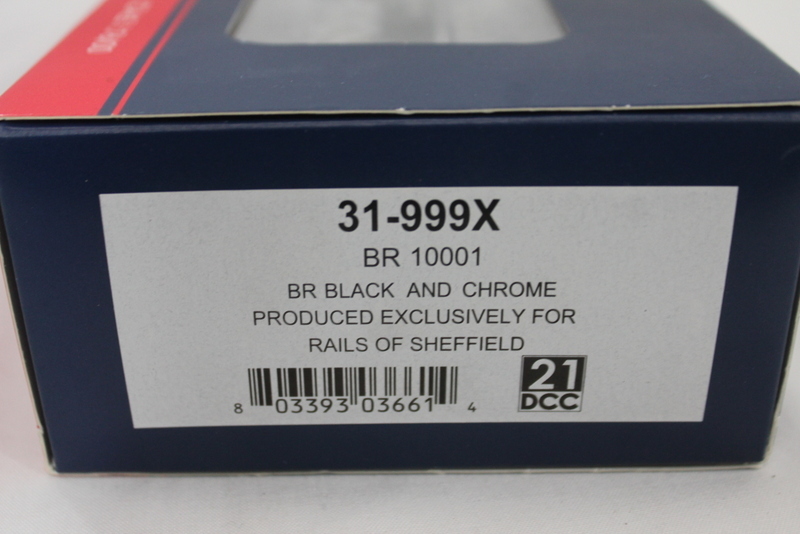 31-999X
BR 10001
BR BLACK AND CHROME
PRODUCED EXCLUSIVELY FOR
RAILS OF SHEFFIELD
8 03393 03661 4
21
DCC